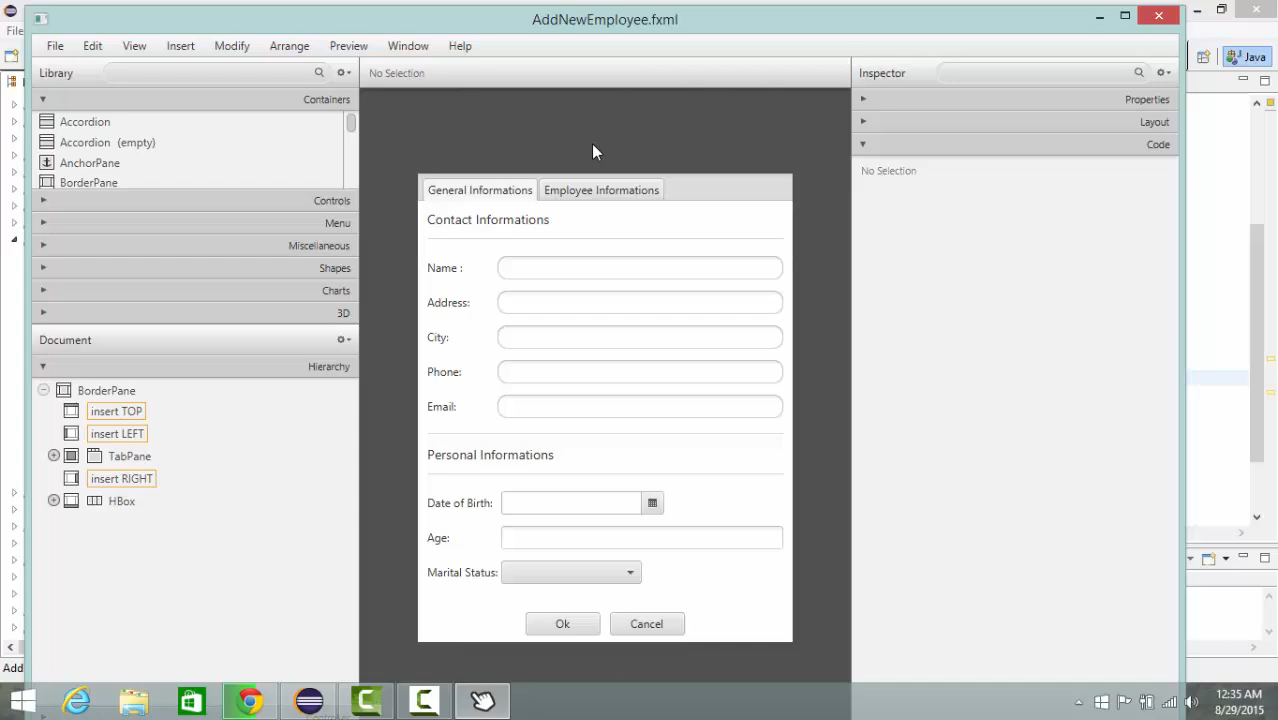 AddNewEmployee.fxml
File
File Edit View Insert Modify Arrange Preview Window Help
Java
Library
No Selection
Inspector
Containers
Properties
Accordion
Layout
Accordion (empty)
Code
AnchorPane
No Selection
BorderPane
Controls
Menu
Miscellaneous
Shapes
Charts
3D
Document
Hierarchy
BorderPane
insert TOP
insert LEFT
TabPane
insert RIGHT
HBox
General Informations Employee Informations
Contact Informations
Name :
Address:
City:
Phone:
Email:
Personal Informations
Date of Birth:
Age:
Marital Status:
Ok Cancel
Add
12:35 AM
8/29/2015